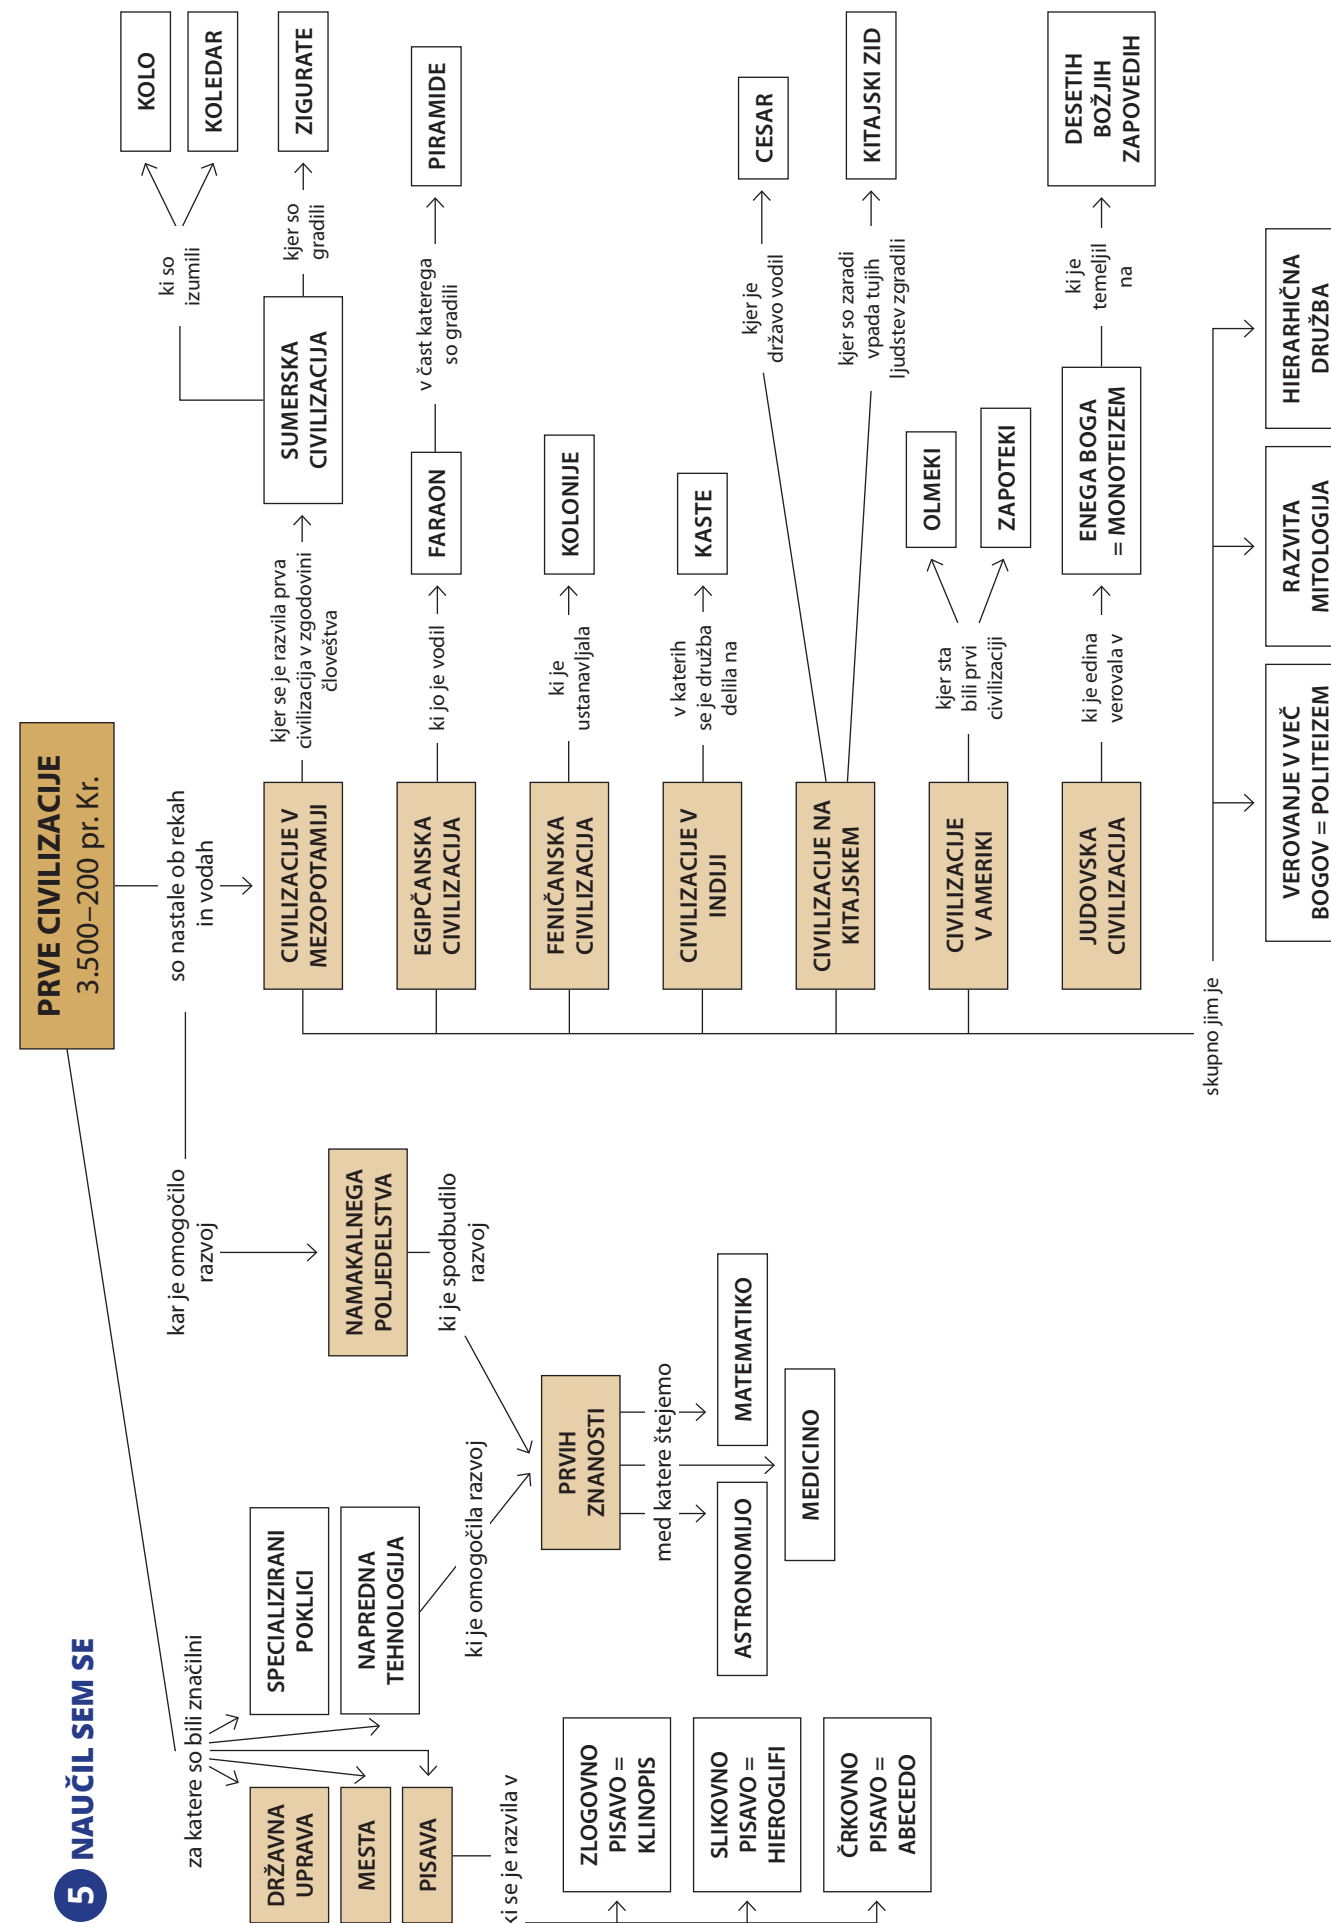 5 NAUČIL SEM SE
PRVE CIVILIZACIJE
3.500–200 pr. Kr.
za katere so bili značilni
DRŽAVNA
UPRAVA
MESTA
PISAVA
SPECIALIZIRANI
POKLICI
NAPREDNA
TEHNOLOGIJA
ki se je razvila v
ZLOGOVNO
PISAVO =
KLINOPIS
SLIKOVNO
PISAVO =
HIEROGLIFI
ČRKOVNO
PISAVO =
ABECEDO
ki je omogočila razvoj
kar je omogočilo
razvoj
NAMAKALNEGA
POLJEDELSTVA
ki je spodbudilo
razvoj
PRVIH
ZNANOSTI
med katere štejemo
ASTRONOMIJO
MATEMATIKO
MEDICINO
so nastale ob rekah
in vodah
CIVILIZACIJE V
MEZOPOTAMIJI
kjer se je razvila prva
civilizacija v zgodovini
človeštva
SUMERSKA
CIVILIZACIJA
ki so
izumili
KOLO
KOLEDAR
kjer so
gradili
ZIGURATE
EGIPČANSKA
CIVILIZACIJA
ki jo je vodil
FARAON
v čast katerega
so gradili
PIRAMIDE
FENIČANSKA
CIVILIZACIJA
ki je
ustanavljala
KOLONIJE
CIVILIZACIJE V
INDIJI
v katerih
se je družba
delila na
KASTE
CIVILIZACIJE NA
KITAJSKEM
kjer je
državo vodil
CESAR
kjer so zaradi
vpada tujih
ljudstev zgradili
KITAJSKI ZID
CIVILIZACIJE
V AMERIKI
kjer sta
bili prvi
civilizaciji
OLMEKI
ZAPOTEKI
JUDOVSKA
CIVILIZACIJA
ki je edina
verovala v
ENEGA BOGA
= MONOTEIZEM
ki je
temeljil
na
DESETIH
BOŽJIH
ZAPOVEDIH
skupno jim je
VEROVANJE V VEČ
BOGOV = POLITEIZEM
RAZVITA
MITOLOGIJA
HIERARHIČNA
DRUŽBA